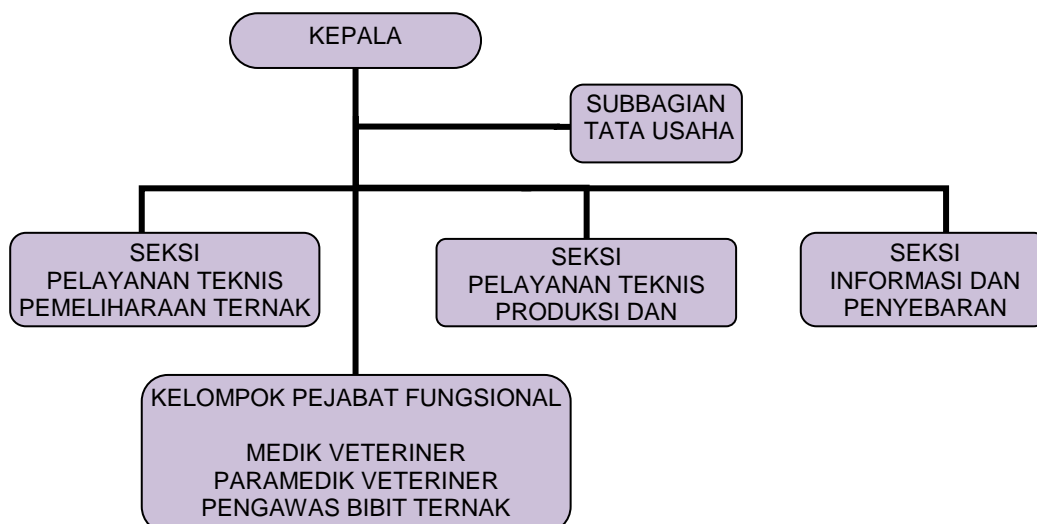 KEPALA
SUBBAGIAN
TATA USAHA
SEKSI
PELAYANAN TEKNIS
PEMELIHARAAN TERNAK
SEKSI
PELAYANAN TEKNIS
PRODUKSI DAN
SEKSI
INFORMASI DAN
PENYEBARAN
KELOMPOK PEJABAT FUNGSIONAL
MEDIK VETERINER
PARAMEDIK VETERINER
PENGAWAS BIBIT TERNAK